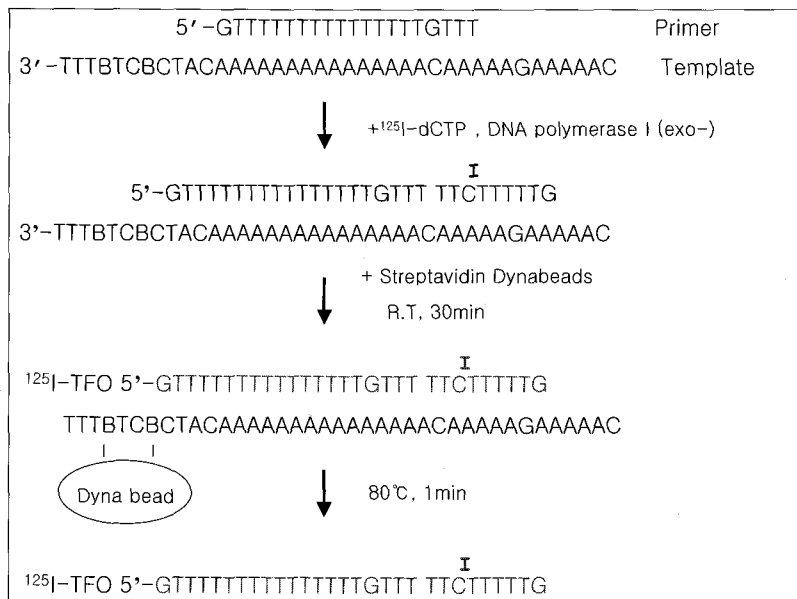 5′-GTTTTTTTTTTTTTTTGTTT Primer
3′-TTTBTCBCTACAAAAAAAAAAAAAAACAAAAAGAAAAAC Template
+¹²⁵I-dCTP , DNA polymerase I (exo-)
I
5'-GTTTTTTTTTTTTTTTGTTT TTCTTTTTG
3'-TTTBTCBCTACAAAAAAAAAAAAAAACAAAAAGAAAAAC
+ Streptavidin Dynabeads
R.T, 30min
I
¹²⁵I-TFO 5'-GTTTTTTTTTTTTTTTGTTT TTCTTTTTG
TTTBTCBCTACAAAAAAAAAAAAAAACAAAAAGAAAAAC
Dyna bead
80℃, 1min
I
¹²⁵I-TFO 5'-GTTTTTTTTTTTTTTTGTTT TTCTTTTTG